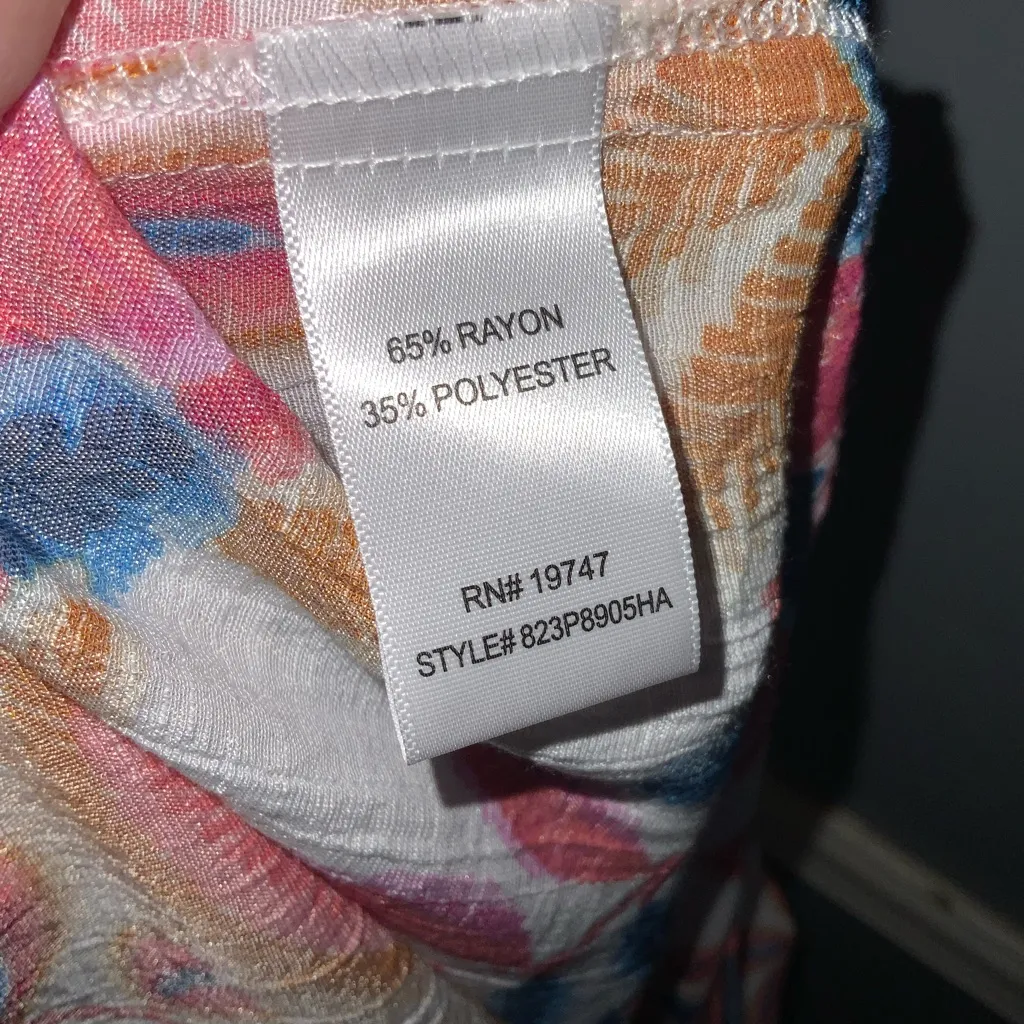 65% RAYON
35% POLYESTER
RN# 19747
STYLE# 823P8905HA